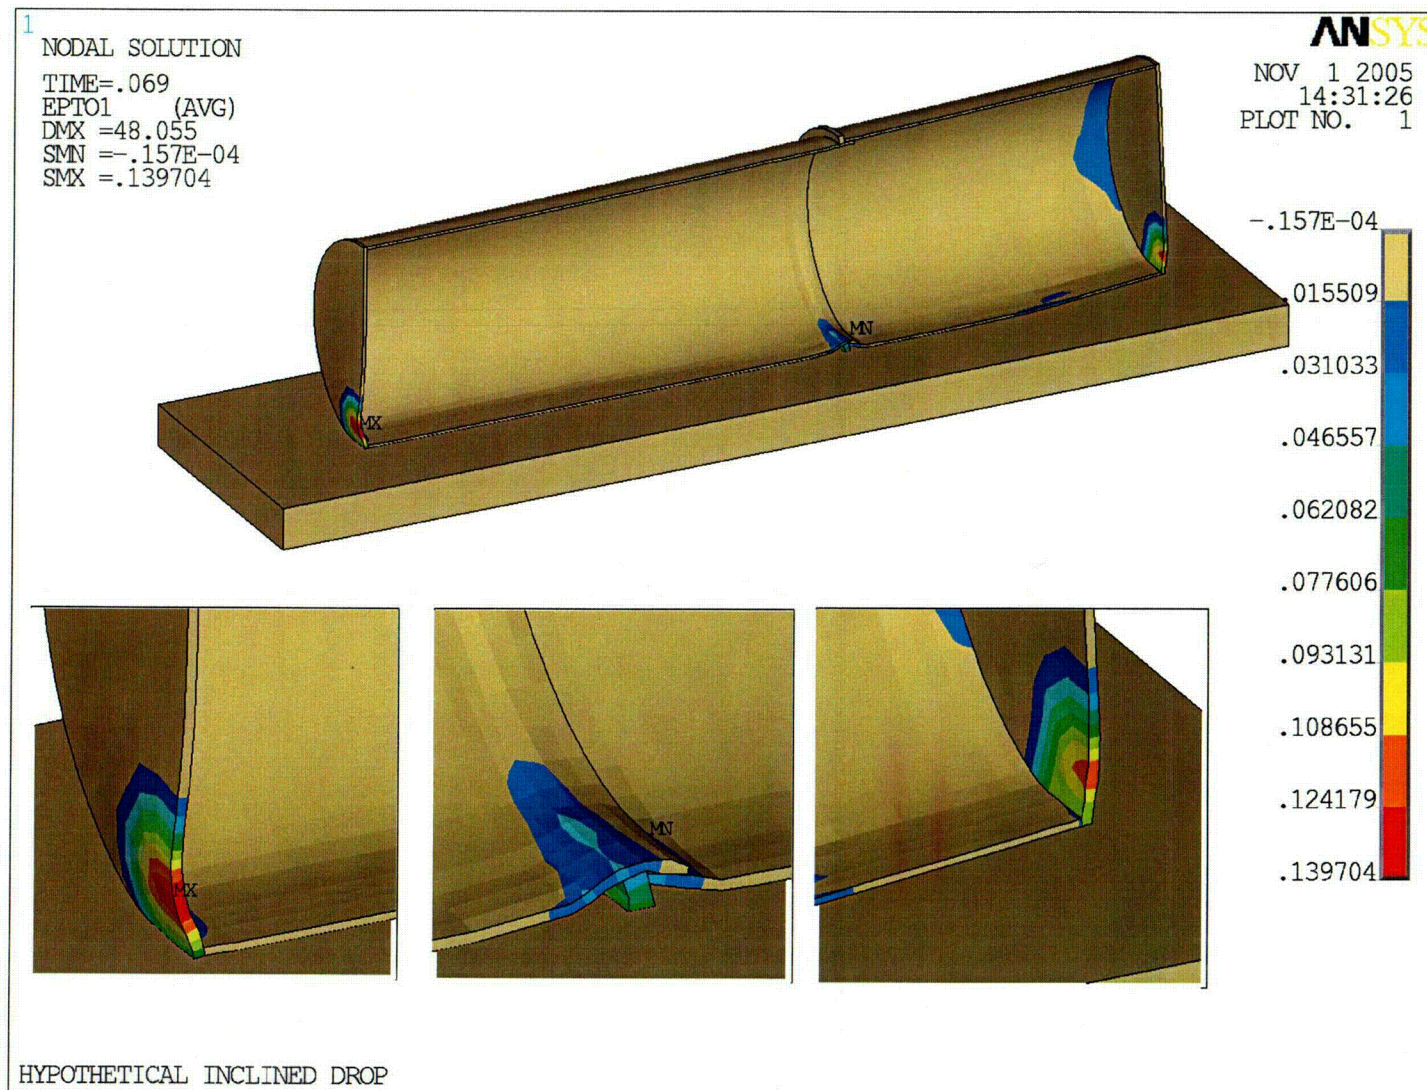 1
NODAL SOLUTION
TIME=.069
EPTO1 (AVG)
DMX =48.055
SMN =-.157E-04
SMX =.139704
ANSYS
NOV 1 2005
14:31:26
PLOT NO. 1
-.157E-04
.015509
.031033
.046557
.062082
.077606
.093131
.108655
.124179
.139704
MN
MX
MX
MN
HYPOTHETICAL INCLINED DROP